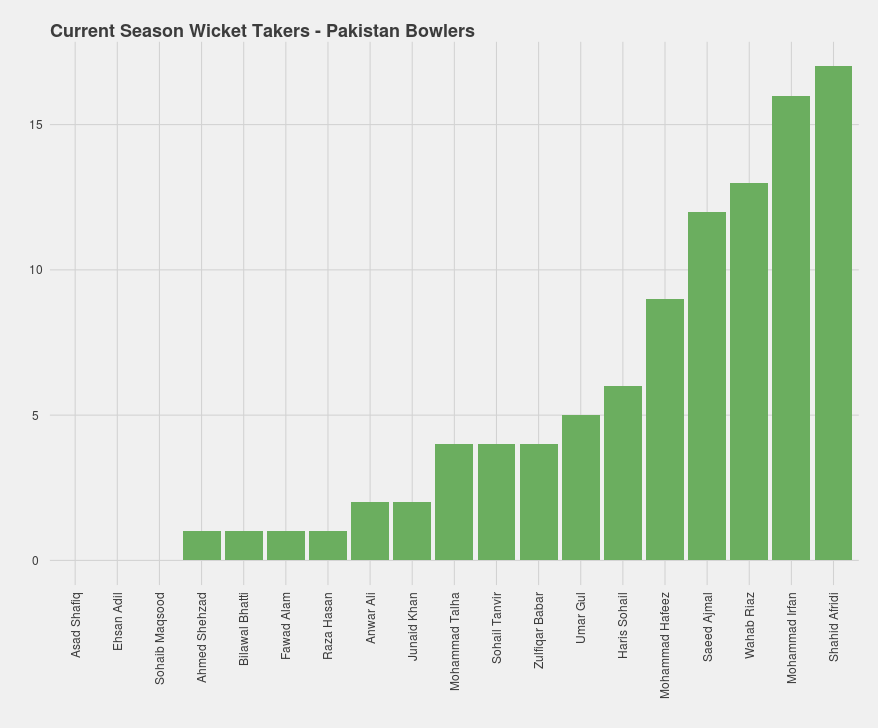 Current Season Wicket Takers - Pakistan Bowlers
15
10
5
0
Asad Shafiq
Ehsan Adil
Sohaib Maqsood
Ahmed Shehzad
Bilawal Bhatti
Fawad Alam
Raza Hasan
Anwar Ali
Junaid Khan
Mohammad Talha
Sohail Tanvir
Zulfiqar Babar
Umar Gul
Haris Sohail
Mohammad Hafeez
Saeed Ajmal
Wahab Riaz
Mohammad Irfan
Shahid Afridi